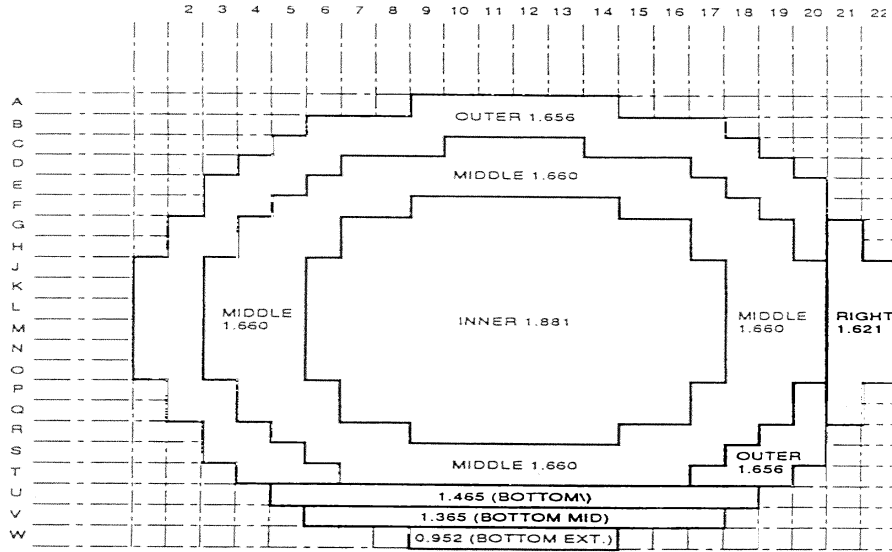 2 3 4 5 6 7 8 9 10 11 12 13 14 15 16 17 18 20 21 22
A
B
OUTER 1.656
C
D
E
MIDDLE 1.660
F
G
H
J
K
L
MIDDLE
1.660
INNER 1.881
MIDDLE
1.660
RIGHT
1.621
M
N
O
P
Q
R
S
OUTER
1.656
T
MIDDLE 1.660
U
1.465 (BOTTOM\)
V
1.365 (BOTTOM MID)
W
0.952 (BOTTOM EXT.)